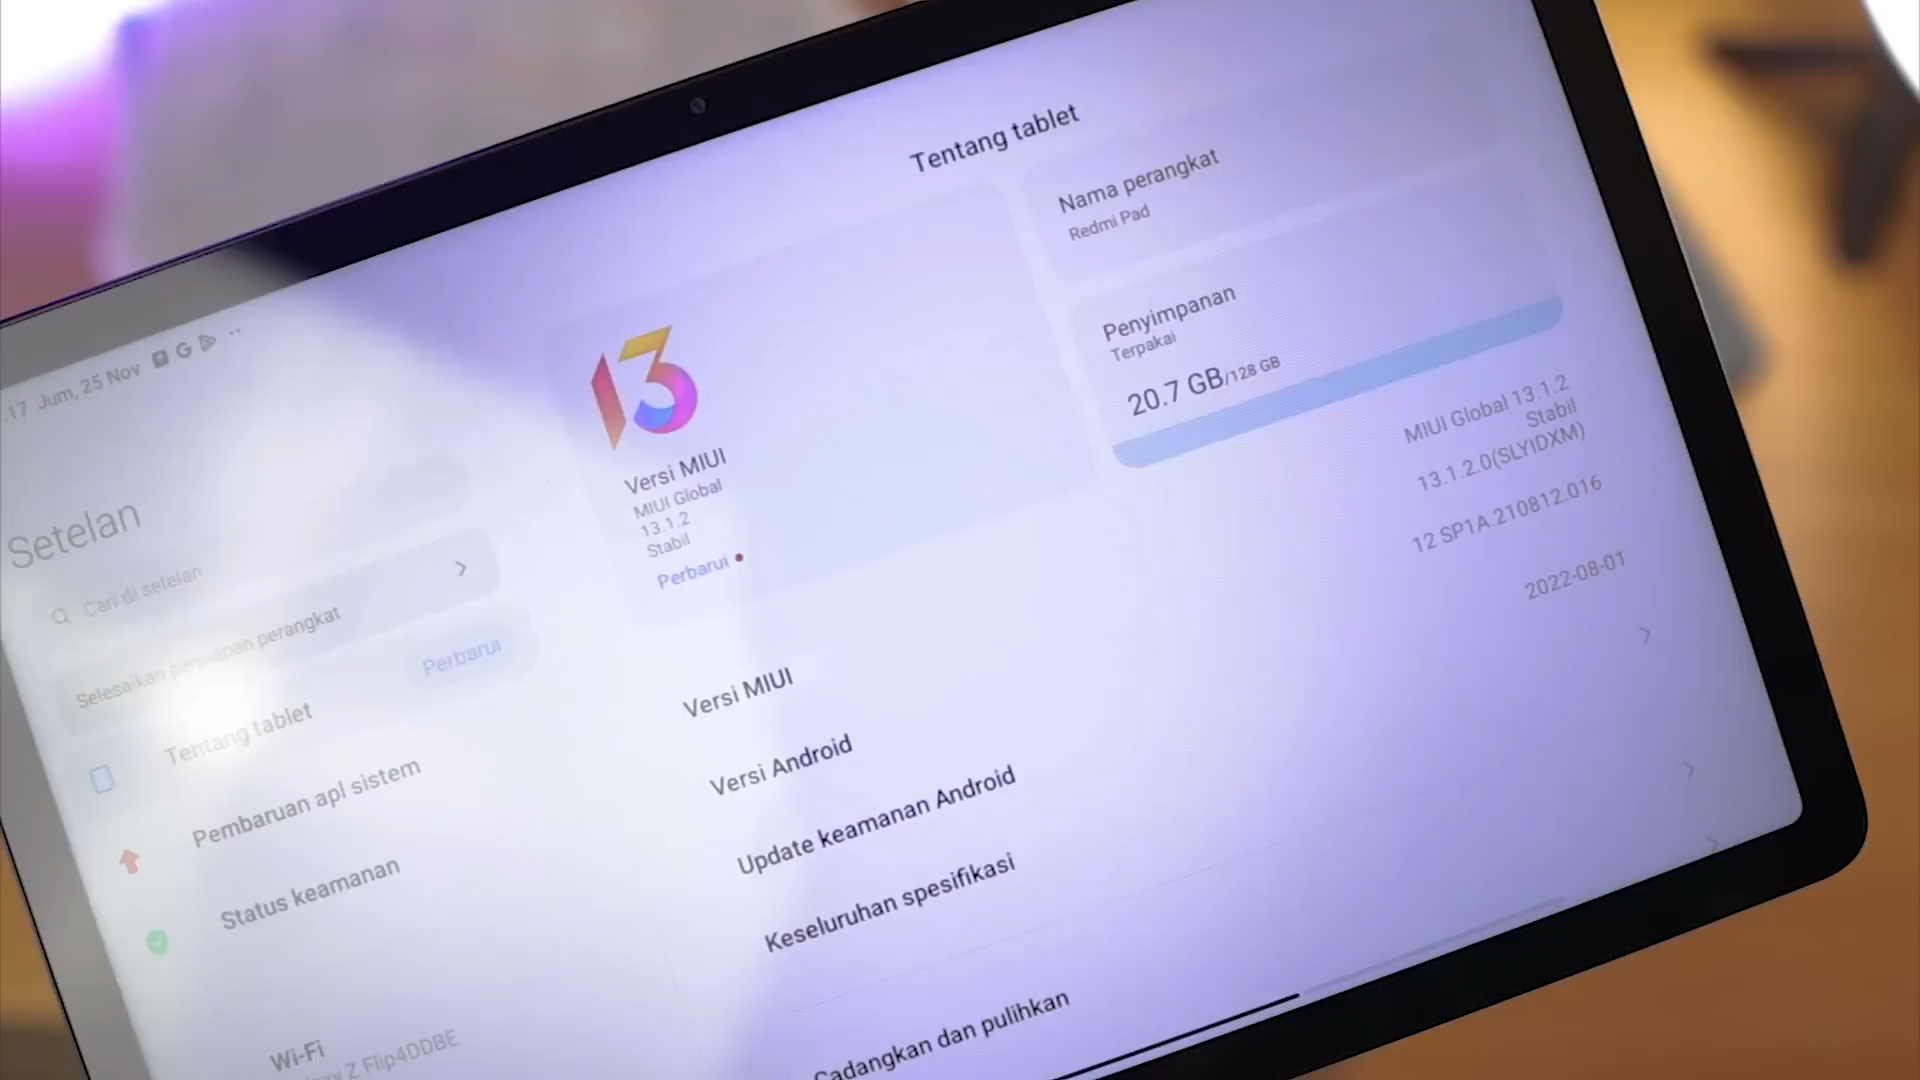 .17 Jum, 25 Nov
Setelan
Cari di setelan
Selesaikan perangkat
Perbarui
Tentang tablet
Pembaruan apl sistem
Status keamanan
Wi-Fi
Z Flip4DDBE
Tentang tablet
13
Versi MIUI
MIUI Global
13.1.2
Stabil
Perbarui
Nama perangkat
Redmi Pad
Penyimpanan
Terpakai
20.7 GB/128 GB
Versi MIUI
MIUI Global 13.1.2
Stabil
13.1.2.0(SLYIDXM)
Versi Android
12 SP1A.210812.016
Update keamanan Android
2022-08-01
Keseluruhan spesifikasi
Cadangkan dan pulihkan